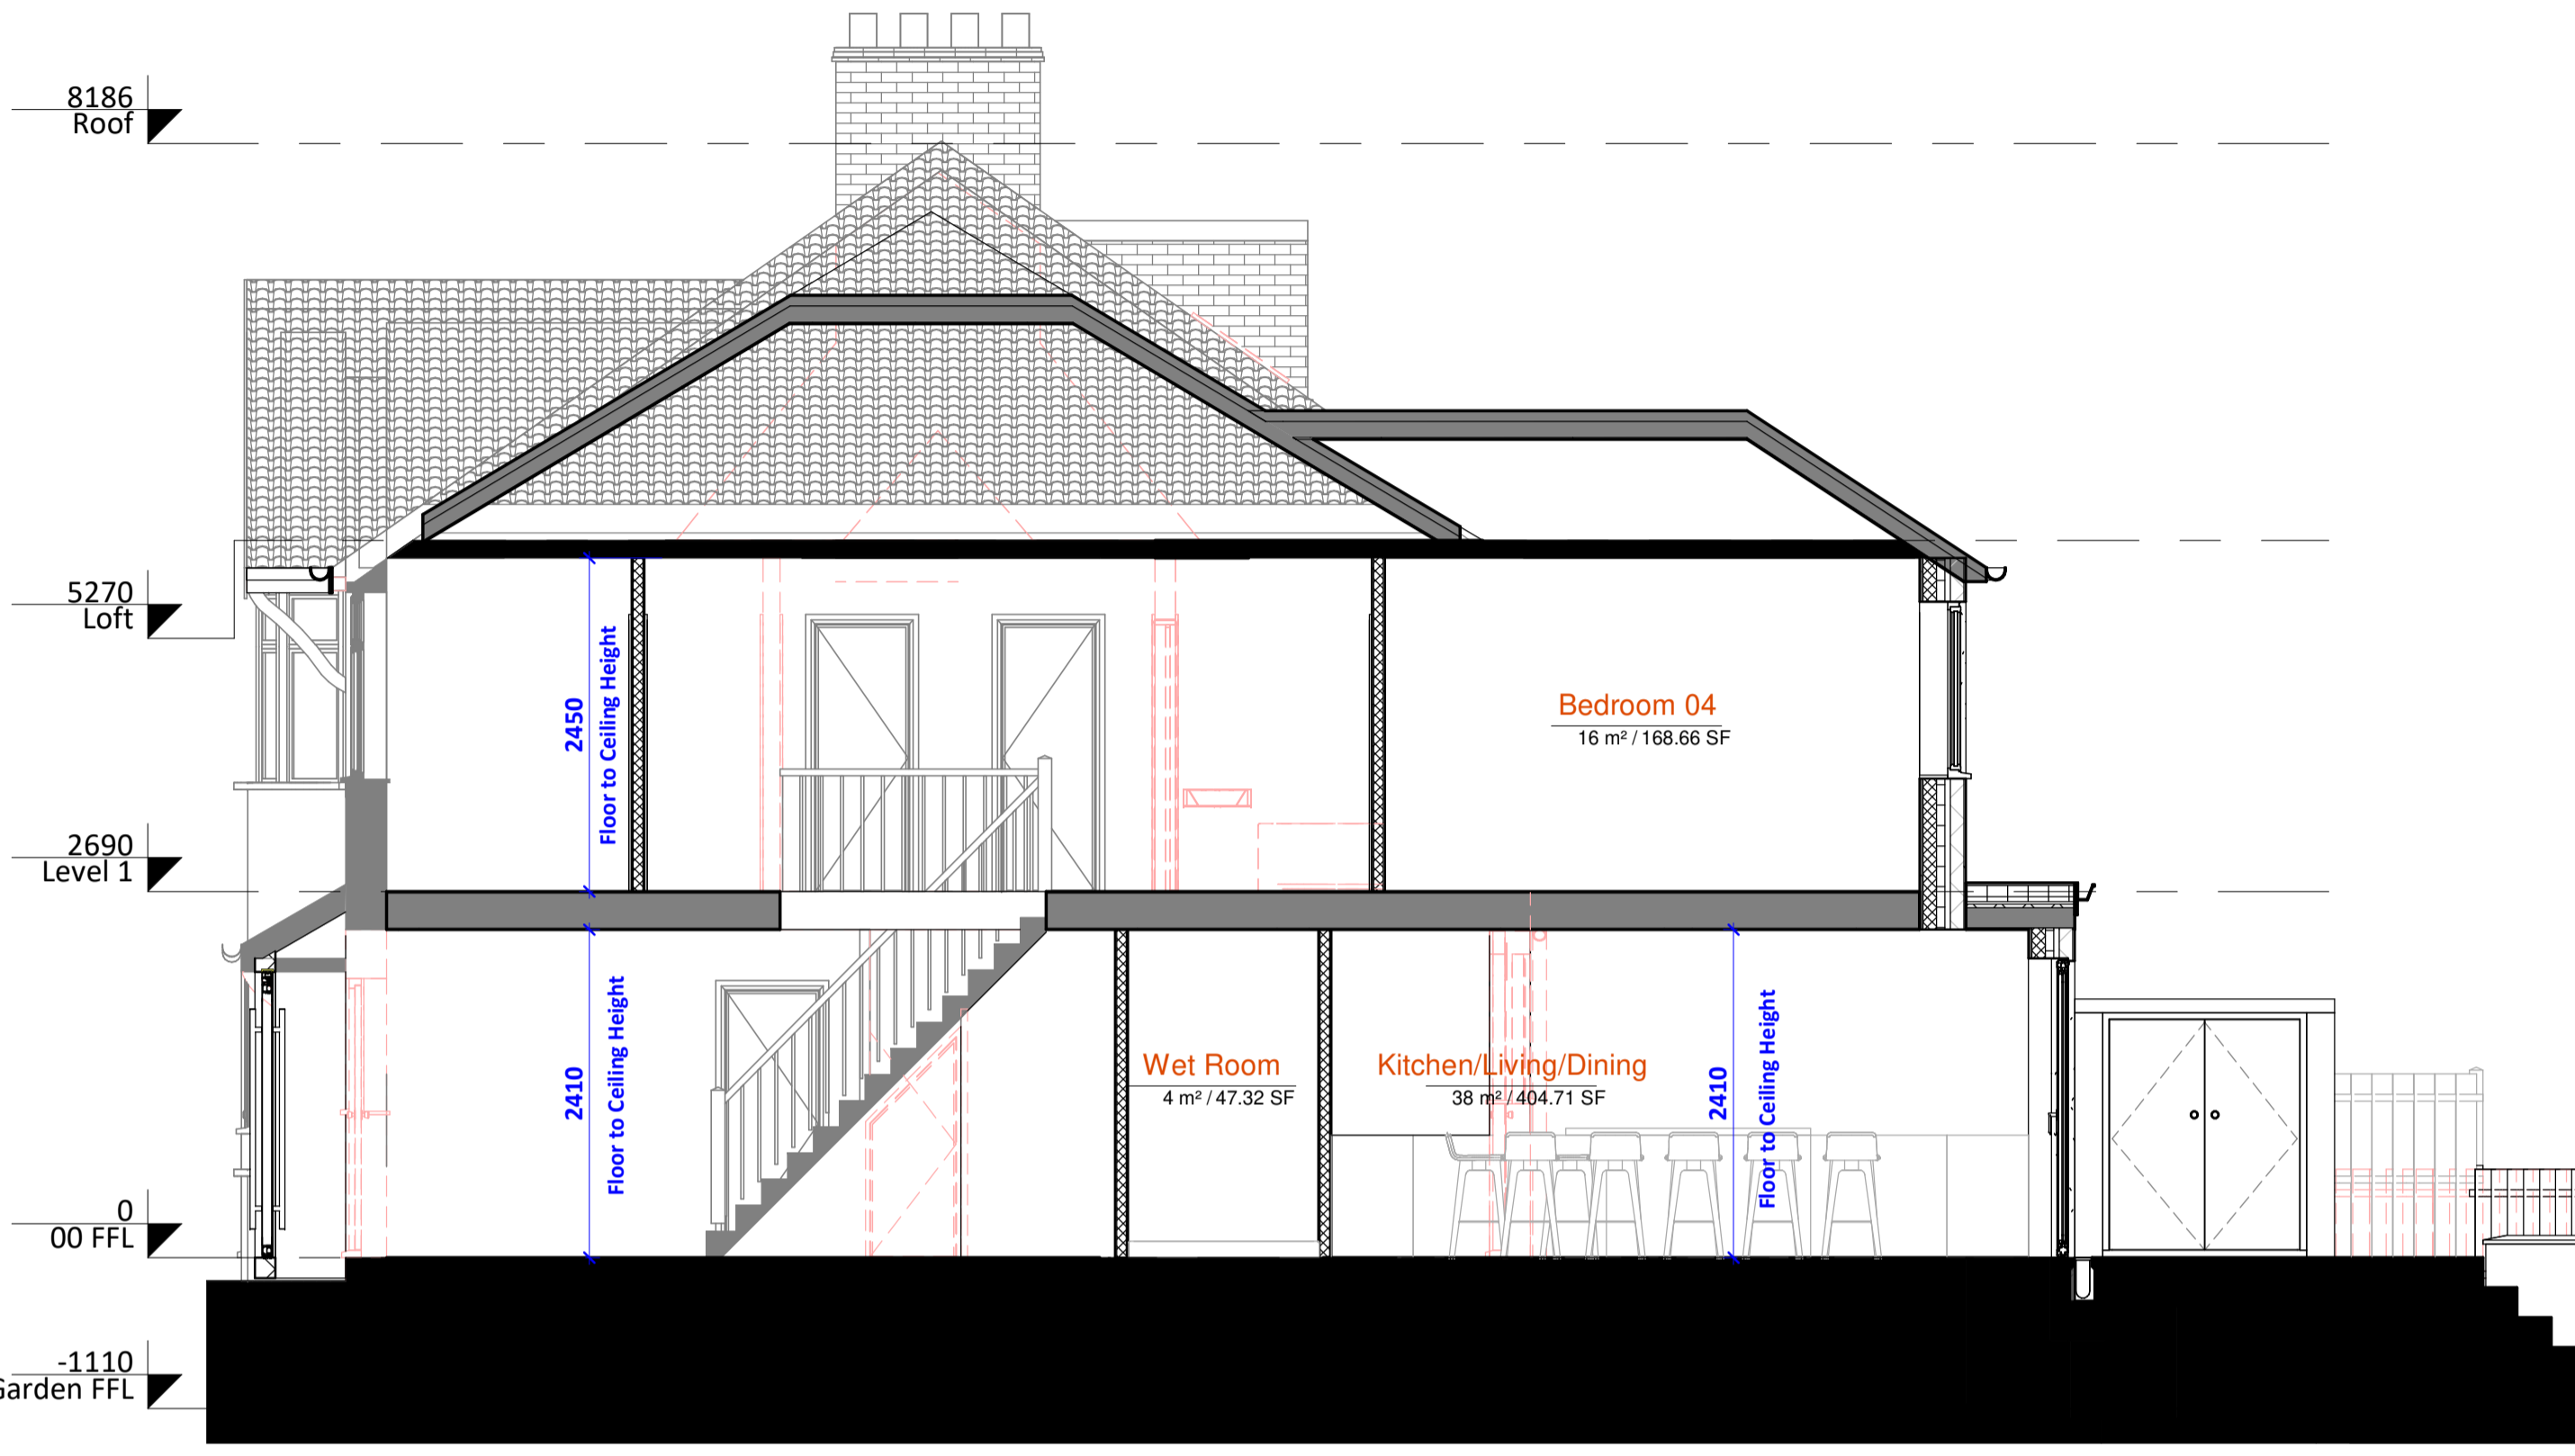 8186
Roof
5270
Loft
2450
Floor to Ceiling Height
Bedroom 04
16 m² / 168.66 SF
2690
Level 1
2410
Floor to Ceiling Height
Wet Room
4 m² / 47.32 SF
Kitchen/Living/Dining
38 m² / 404.71 SF
2410
Floor to Ceiling Height
0
00 FFL
-1110
Garden FFL